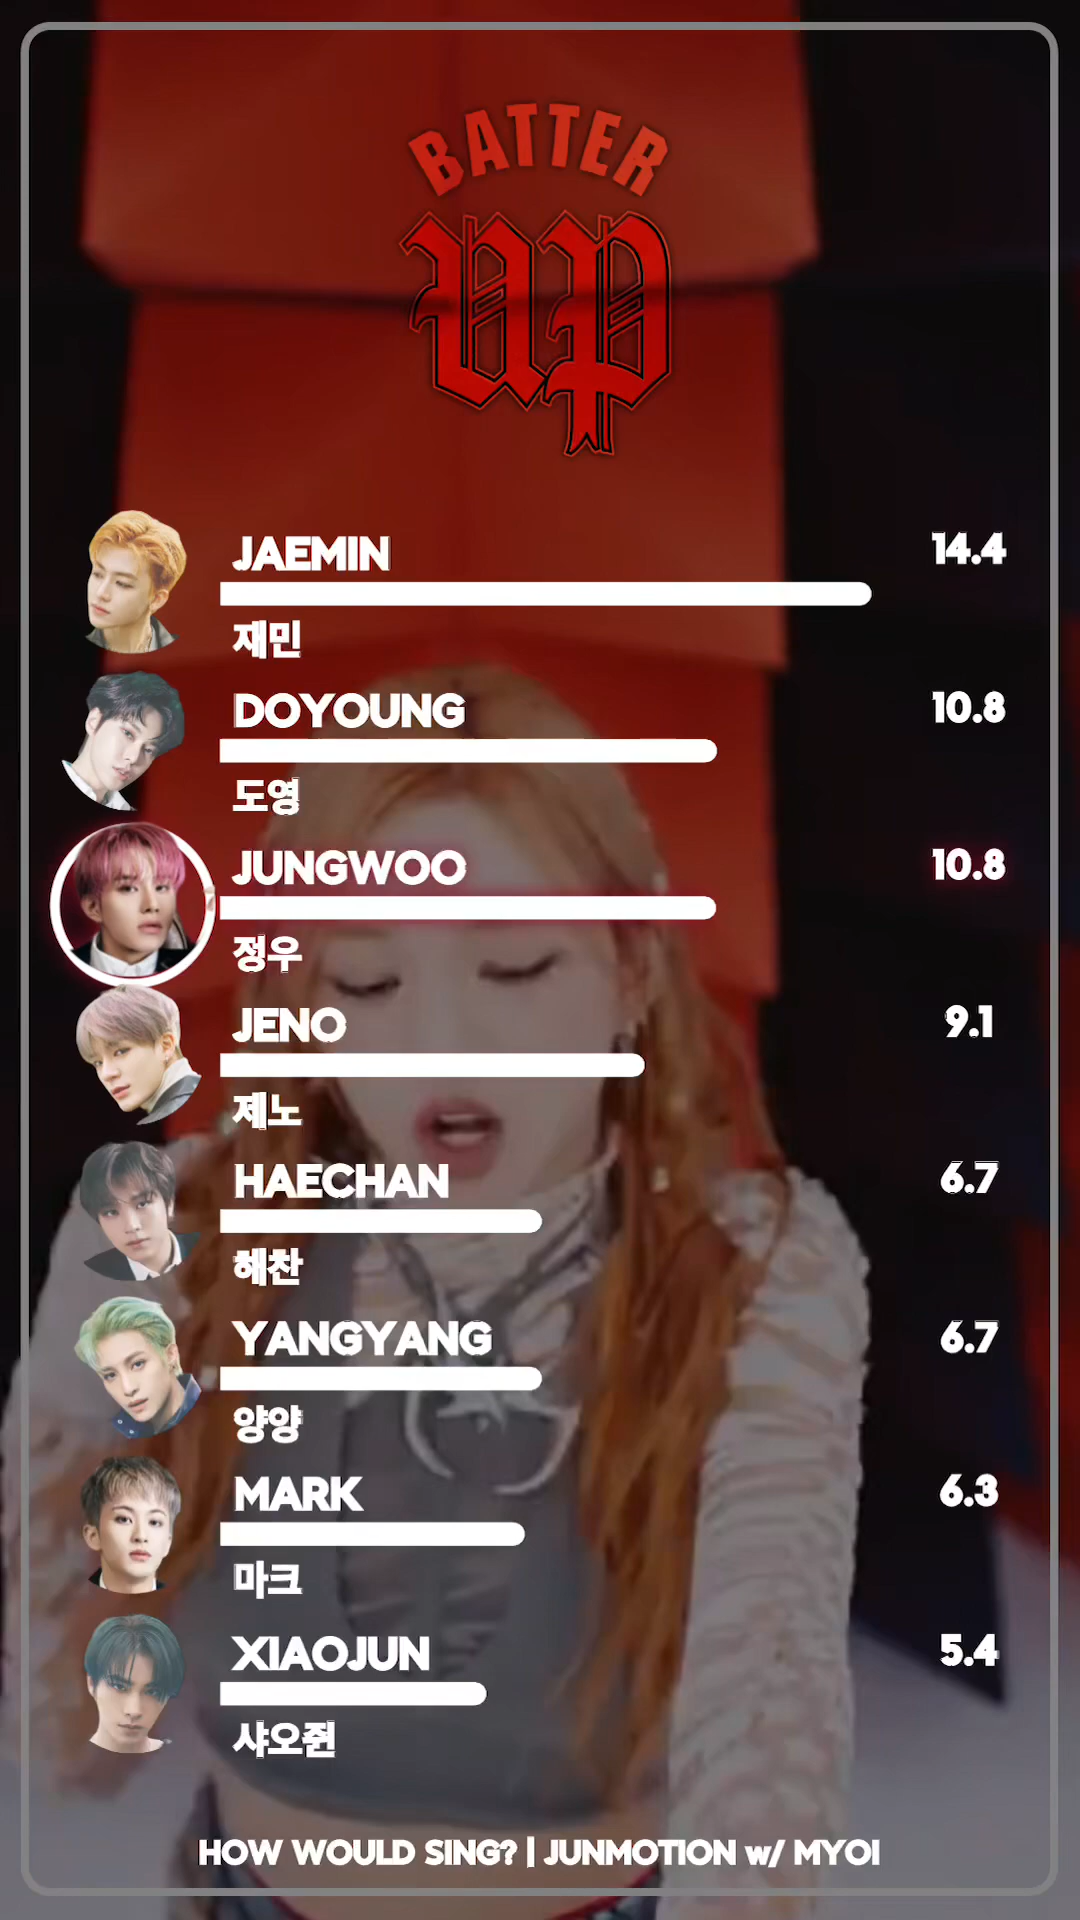 BATTER
up
JAEMIN
14.4
재민
DOYOUNG
10.8
도영
JUNGWOO
10.8
정우
JENO
9.1
제노
HAECHAN
6.7
해찬
YANGYANG
6.7
양양
MARK
6.3
마크
XIAOJUN
5.4
샤오쥔
HOW WOULD SING? | JUNMOTION w/ MYOI